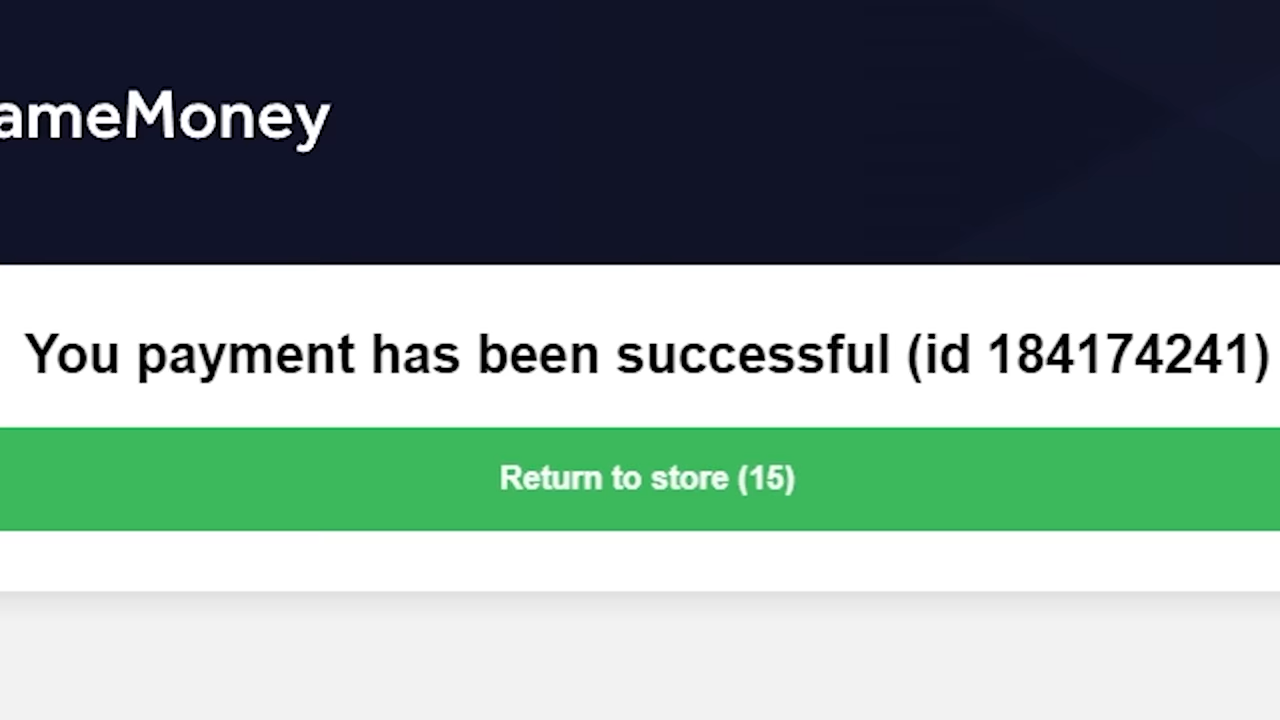 ameMoney
You payment has been successful (id 184174241)
Return to store (15)